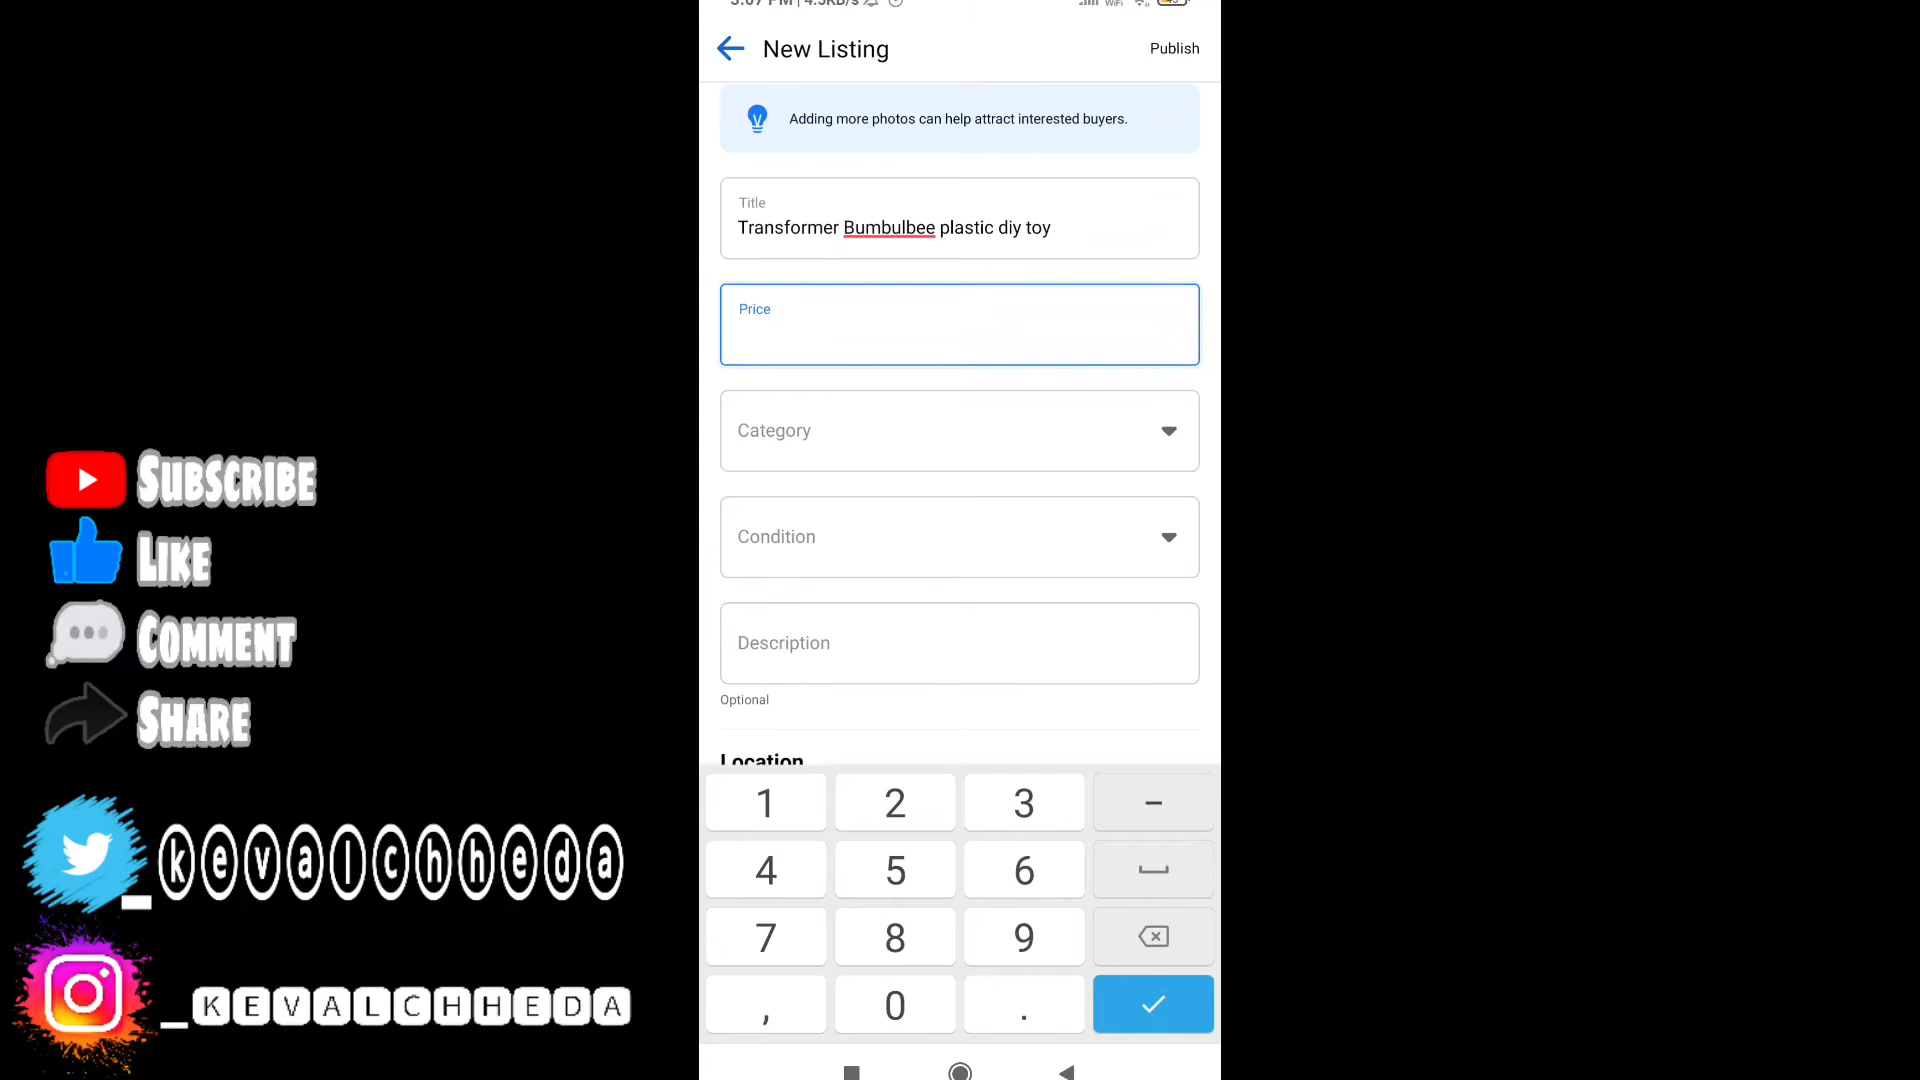 New Listing
Publish
Adding more photos can help attract interested buyers.
Title
Transformer Bumbulbee plastic diy toy
Price
Category
Condition
Description
Optional
Location
SUBSCRIBE
LIKE
COMMENT
SHARE
_kevalchheda
_KEVALCHHEDA
1 2 3 –
4 5 6
7 8 9
, 0 .